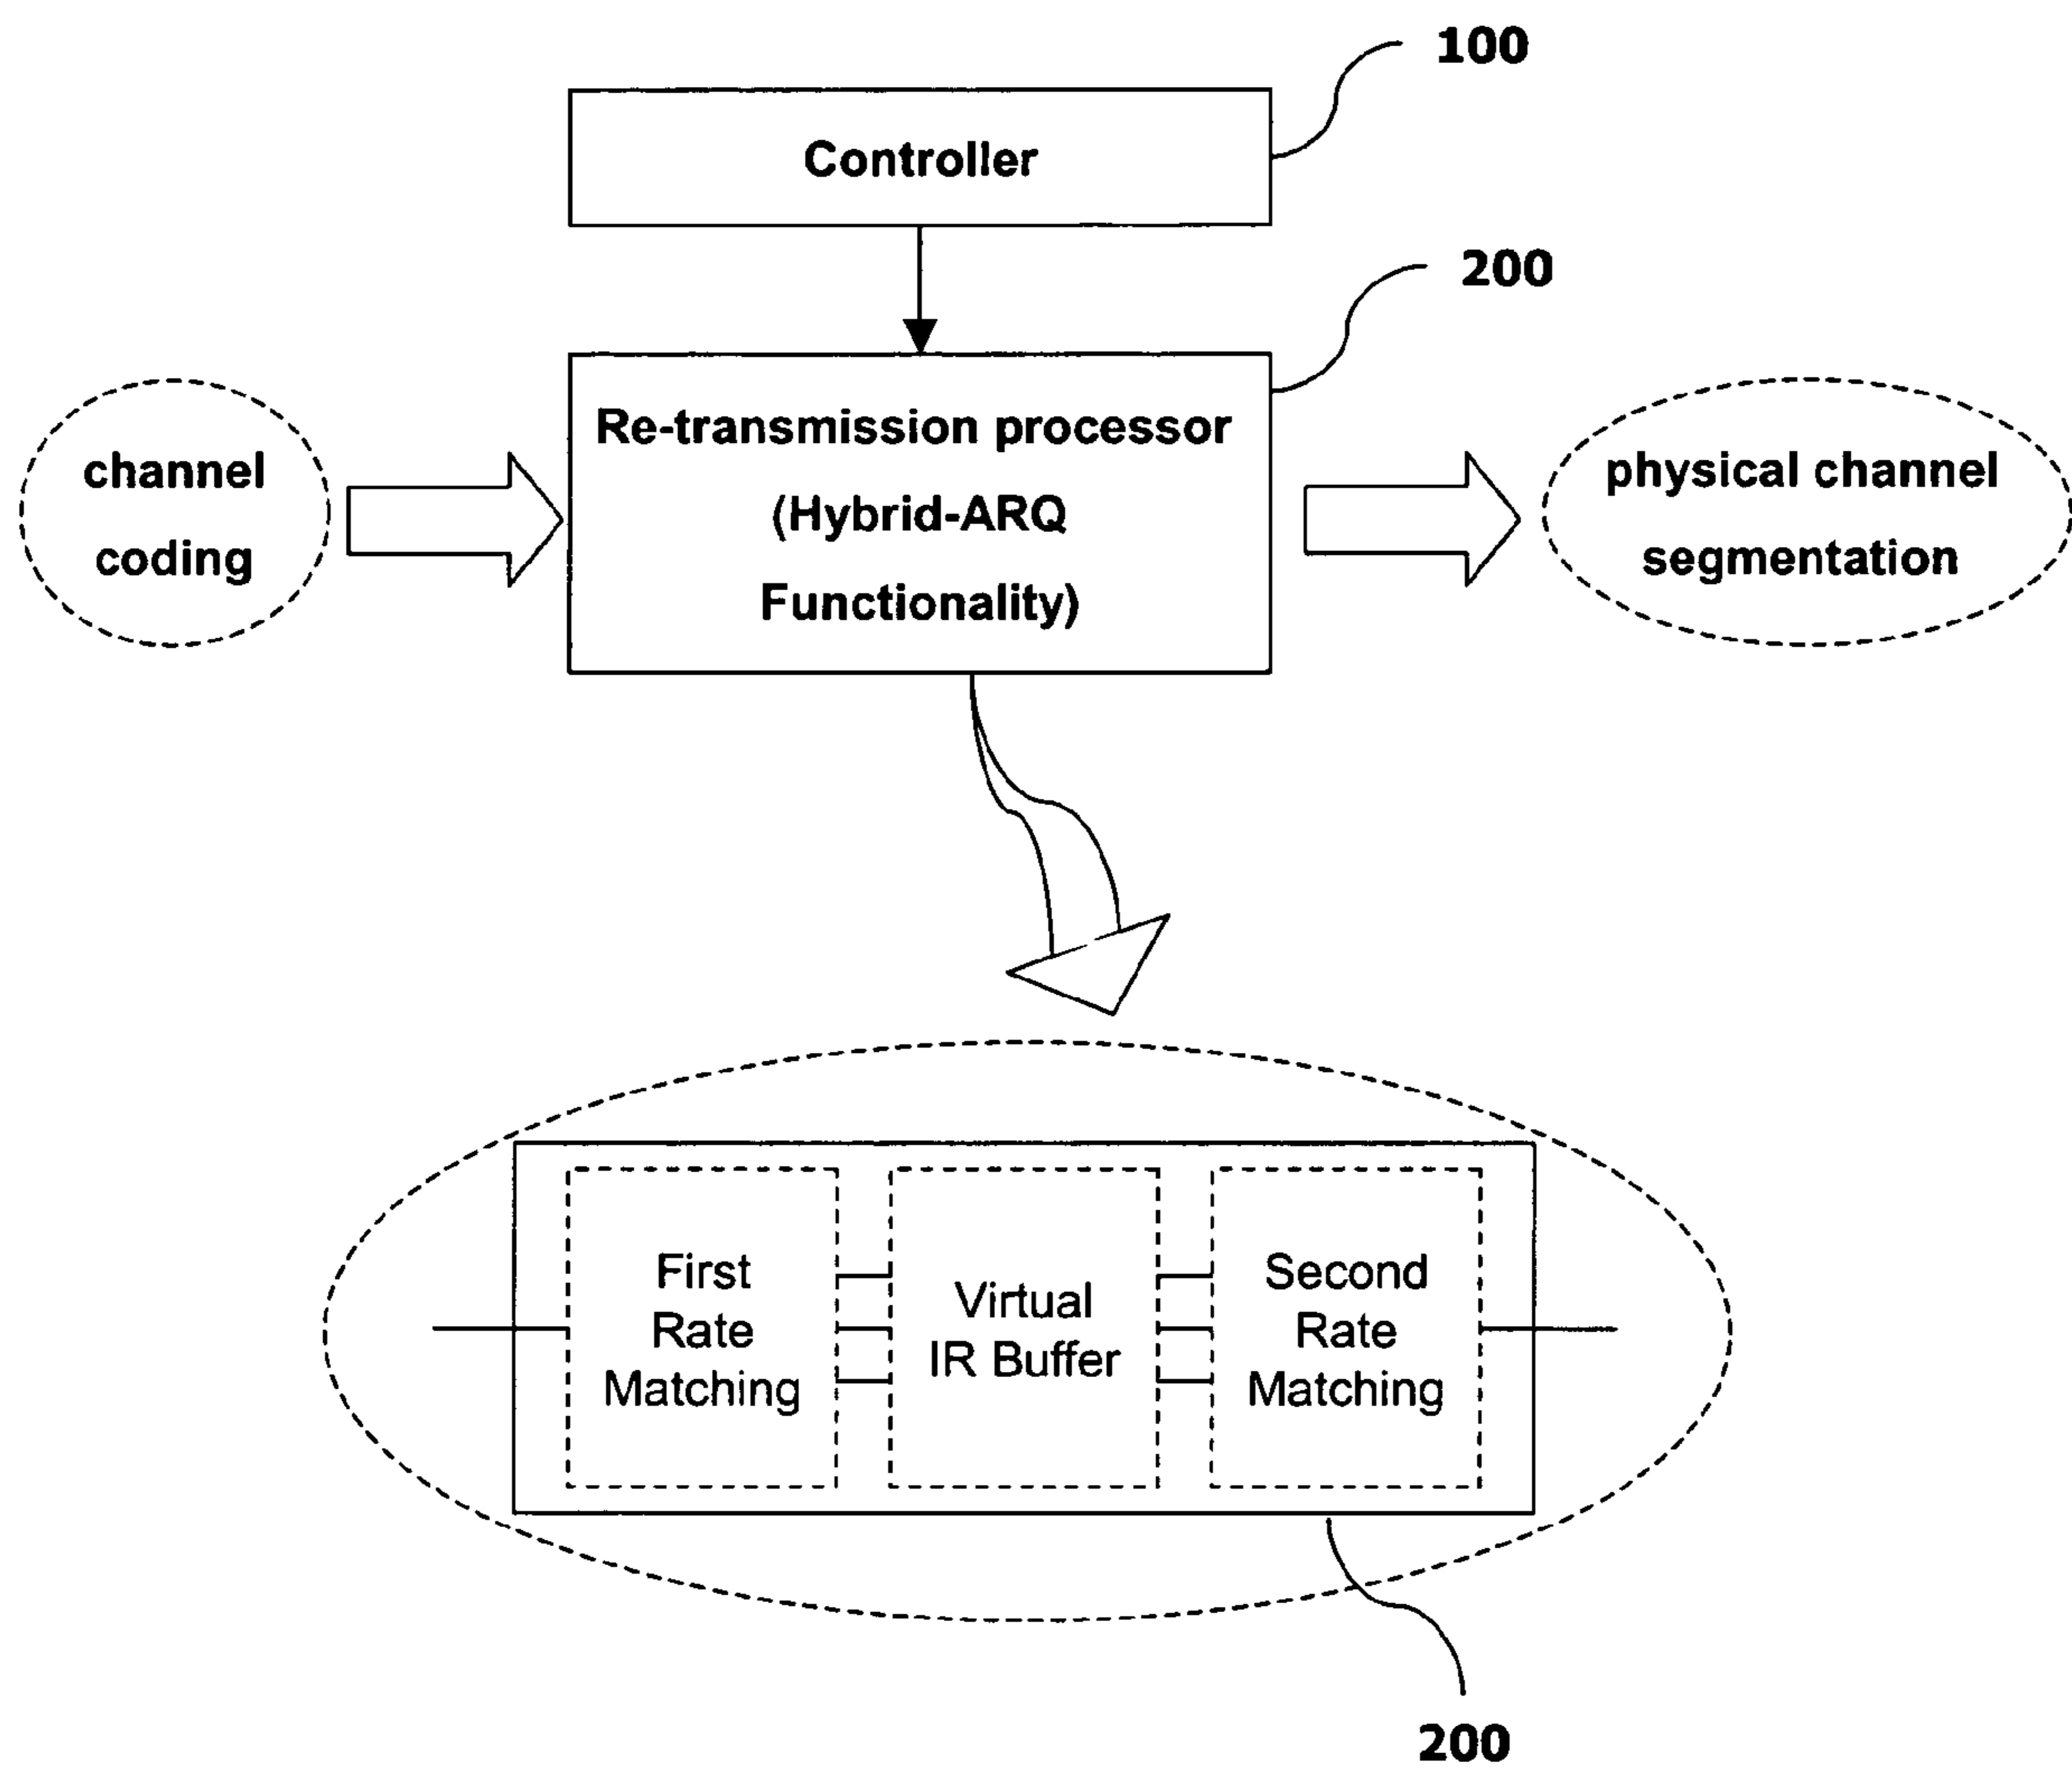 100
Controller
200
Re-transmission processor
(Hybrid-ARQ
Functionality)
channel
coding
physical channel
segmentation
First
Rate
Matching
Virtual
IR Buffer
Second
Rate
Matching
200